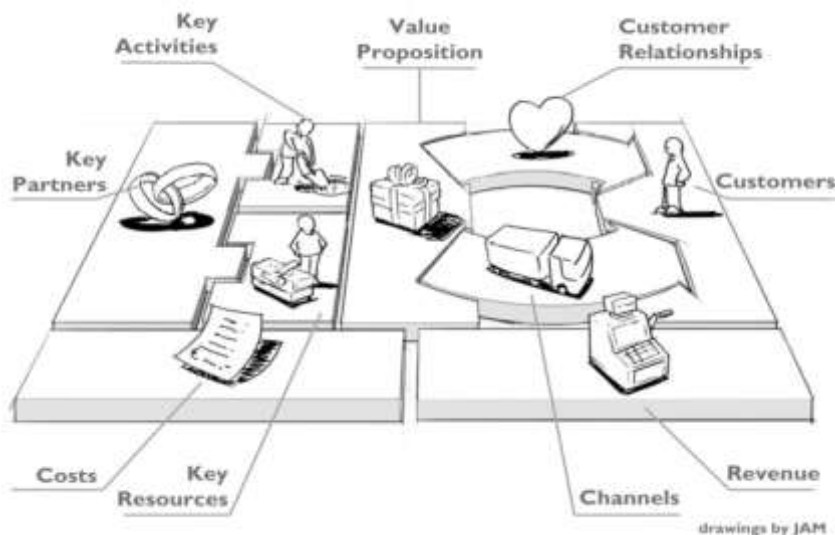 Key
Activities
Value
Proposition
Customer
Relationships
Key
Partners
Customers
Costs
Key
Resources
Channels
Revenue
drawings by JAM